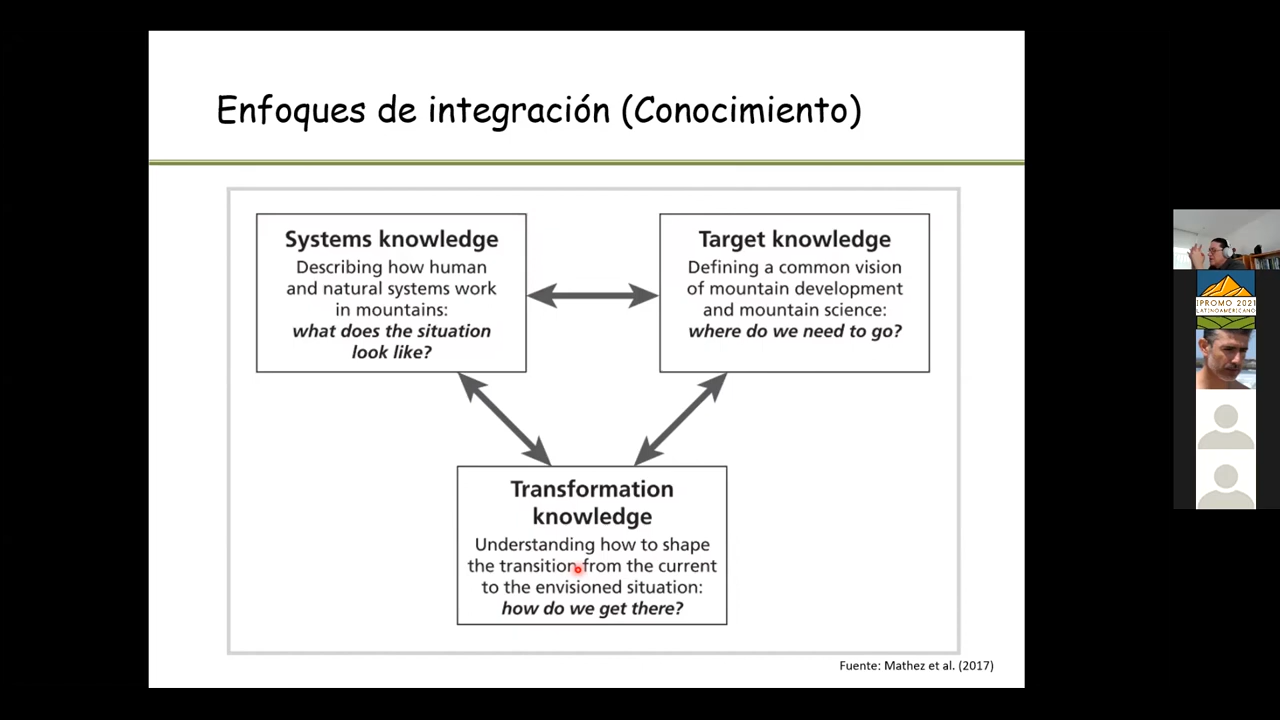 Enfoques de integración (Conocimiento)
Systems knowledge
Describing how human
and natural systems work
in mountains:
what does the situation
look like?
Target knowledge
Defining a common vision
of mountain development
and mountain science:
where do we need to go?
Transformation
knowledge
Understanding how to shape
the transition from the current
to the envisioned situation:
how do we get there?
Fuente: Mathez et al. (2017)
IPROMO 2021
LATINOAMERICANO